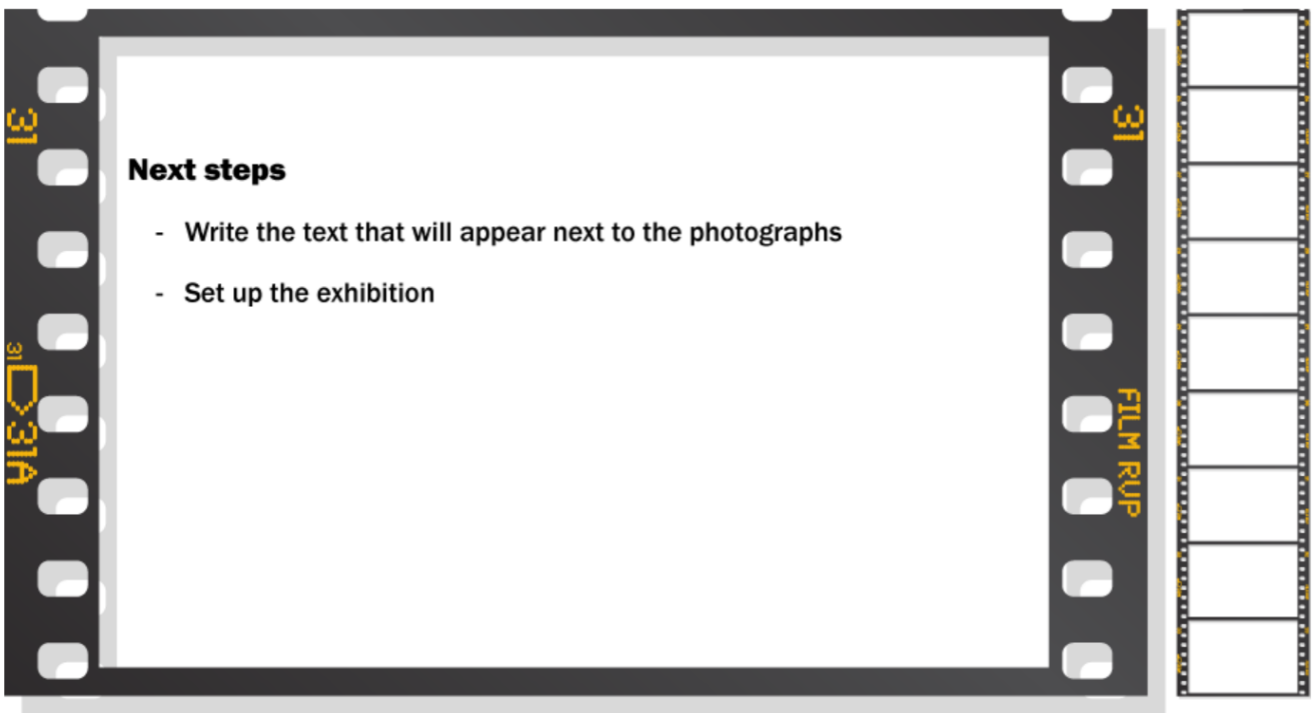 Next steps
- Write the text that will appear next to the photographs
- Set up the exhibition
31
31
31A
31
FILM RVP